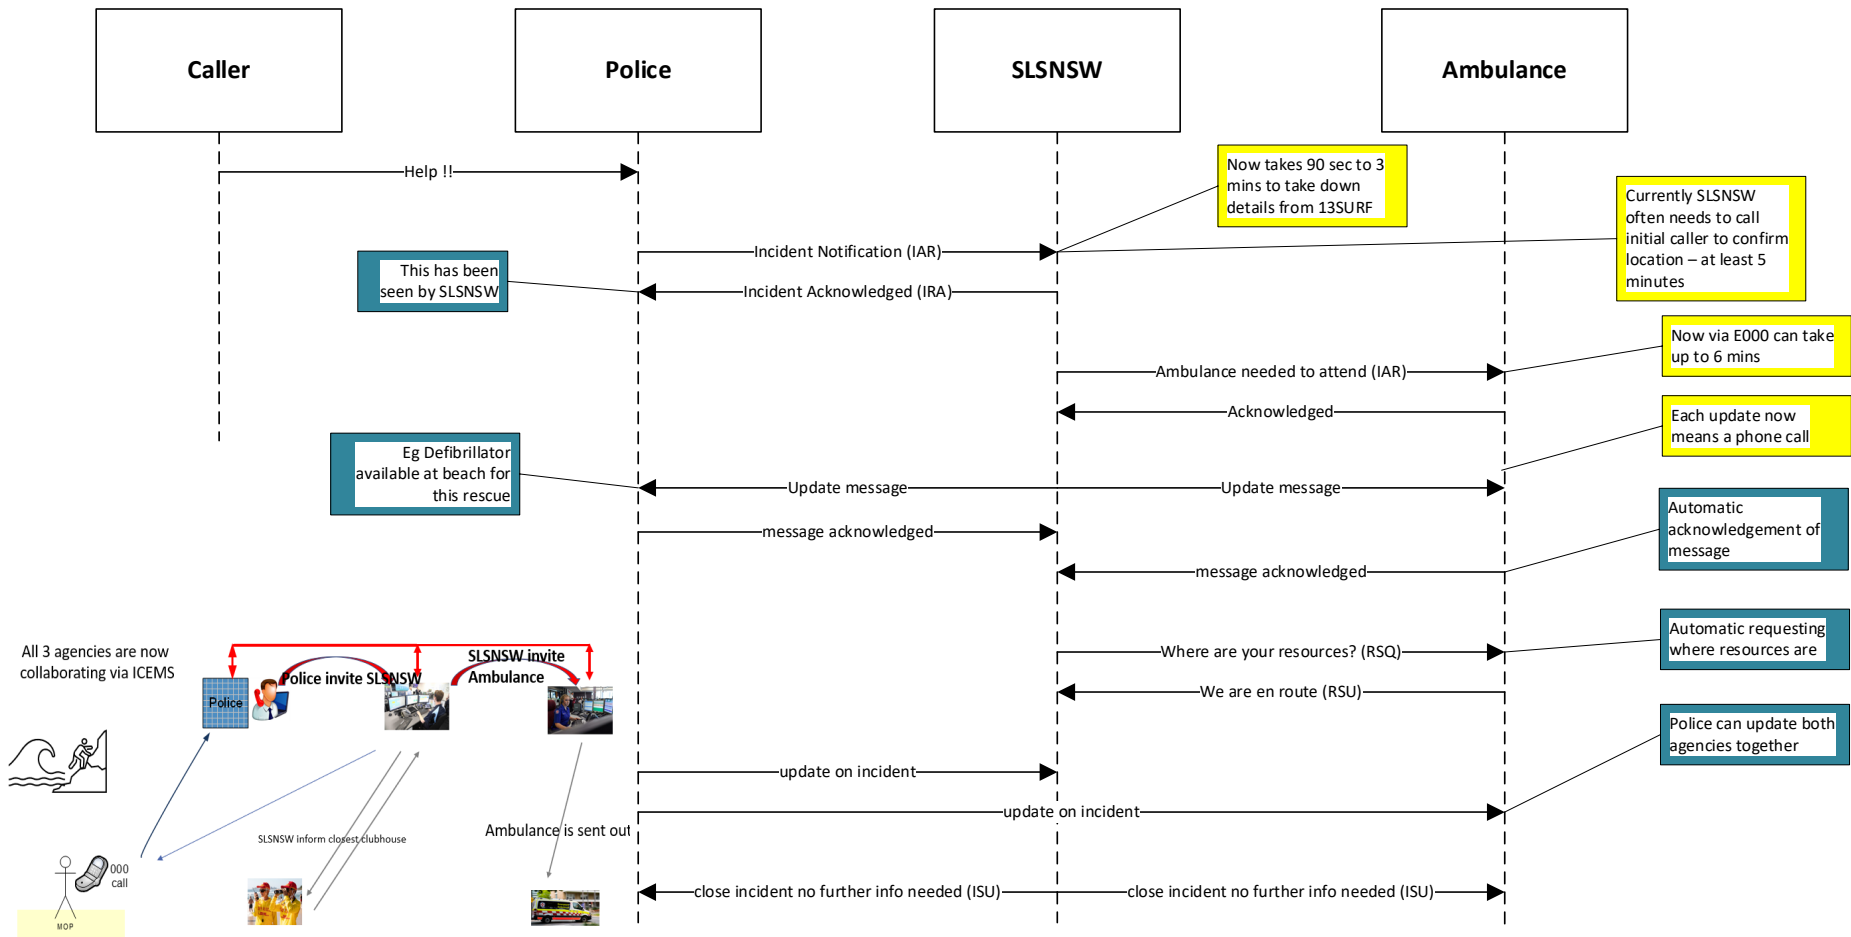 Caller
Police
SLSNSW
Ambulance
Help !!
Now takes 90 sec to 3
mins to take down
details from 13SURF
Currently SLSNSW
often needs to call
initial caller to confirm
location – at least 5
minutes
Incident Notification (IAR)
This has been
seen by SLSNSW
Incident Acknowledged (IRA)
Now via E000 can take
up to 6 mins
Ambulance needed to attend (IAR)
Acknowledged
Each update now
means a phone call
Eg Defibrillator
available at beach for
this rescue
Update message
Update message
Automatic
acknowledgement of
message
message acknowledged
message acknowledged
Automatic requesting
where resources are
Where are your resources? (RSQ)
We are en route (RSU)
Police can update both
agencies together
update on incident
update on incident
close incident no further info needed (ISU)
close incident no further info needed (ISU)
All 3 agencies are now
collaborating via ICEMS
Police invite SLSNSW
SLSNSW invite
Ambulance
Police
SLSNSW inform closest clubhouse
Ambulance is sent out
000
call
MOP